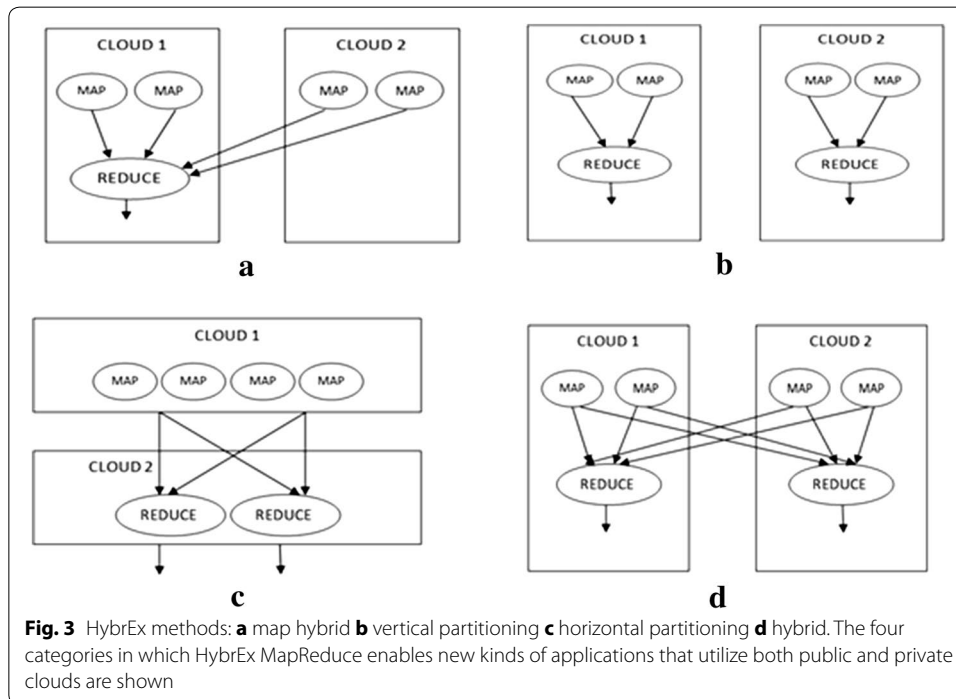 CLOUD 1
CLOUD 2
MAP MAP
MAP MAP
REDUCE
a
CLOUD 1
CLOUD 2
MAP MAP
MAP MAP
REDUCE
REDUCE
b
CLOUD 1
MAP MAP MAP MAP
CLOUD 2
REDUCE REDUCE
c
CLOUD 1
CLOUD 2
MAP MAP
MAP MAP
REDUCE
REDUCE
d
Fig. 3 HybrEx methods: a map hybrid b vertical partitioning c horizontal partitioning d hybrid. The four
categories in which HybrEx MapReduce enables new kinds of applications that utilize both public and private
clouds are shown